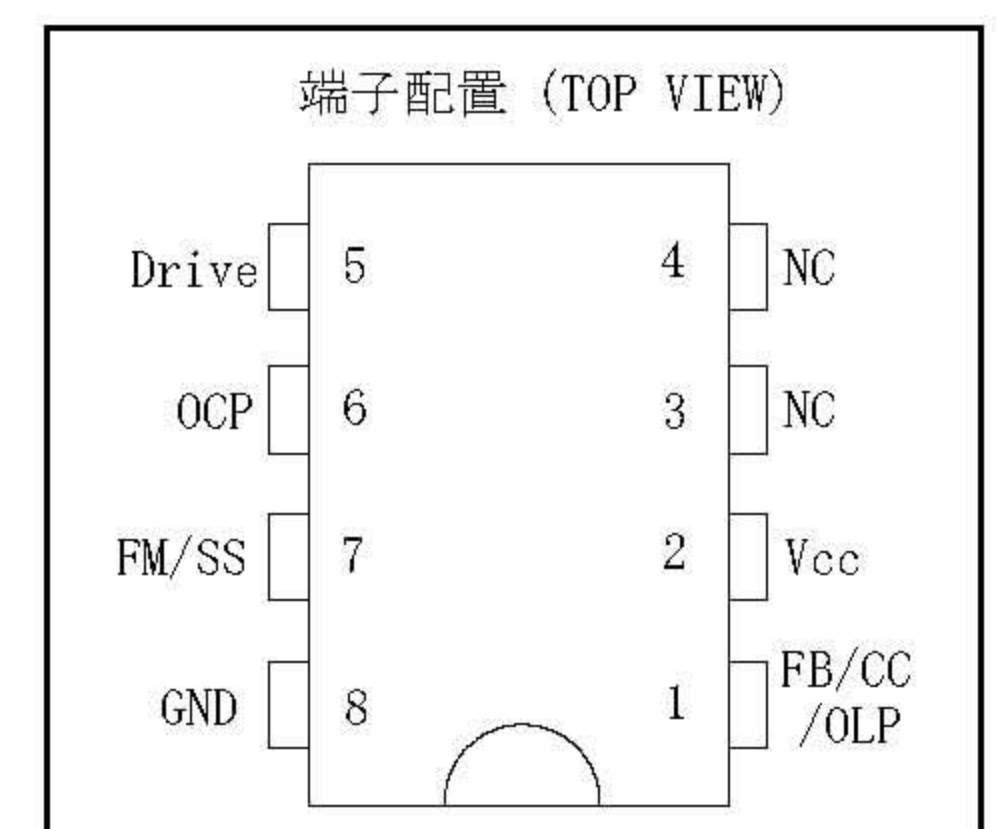 端子配置 (TOP VIEW)
Drive 5 4 NC
OCP 6 3 NC
FM/SS 7 2 Vcc
GND 8 1 FB/CC
/OLP